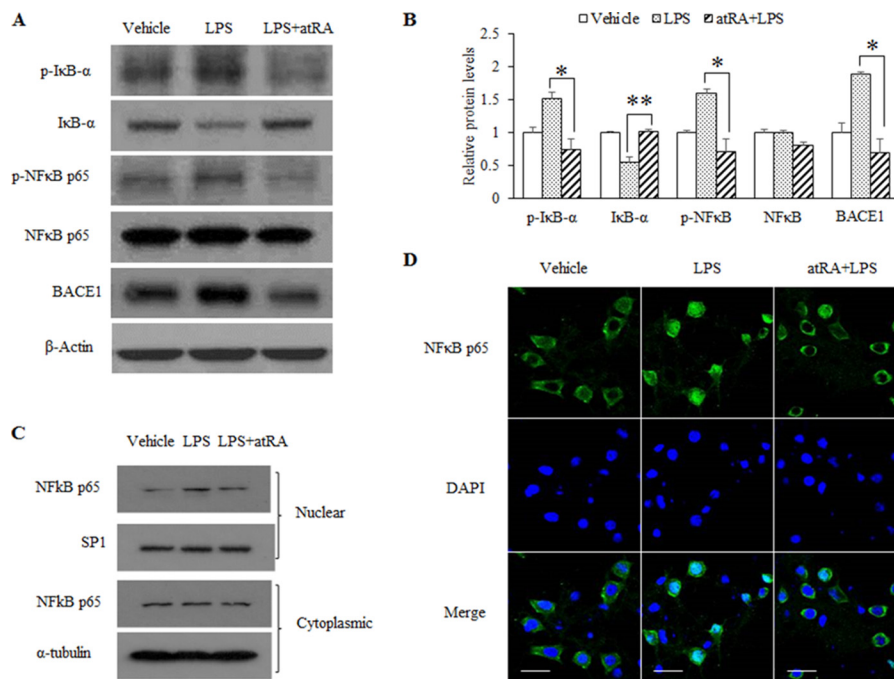 A
Vehicle LPS LPS+atRA
p-IκB-α
IκB-α
p-NFκB p65
NFκB p65
BACE1
β-Actin
B
Vehicle LPS atRA+LPS
Relative protein levels
2.5
2
1.5
1
0.5
0
* ** * *
p-IκB-α IκB-α p-NFκB NFκB BACE1
C
Vehicle LPS LPS+atRA
NFkB p65
SP1
Nuclear
NFkB p65
α-tubulin
Cytoplasmic
D
Vehicle LPS atRA+LPS
NFκB p65
DAPI
Merge